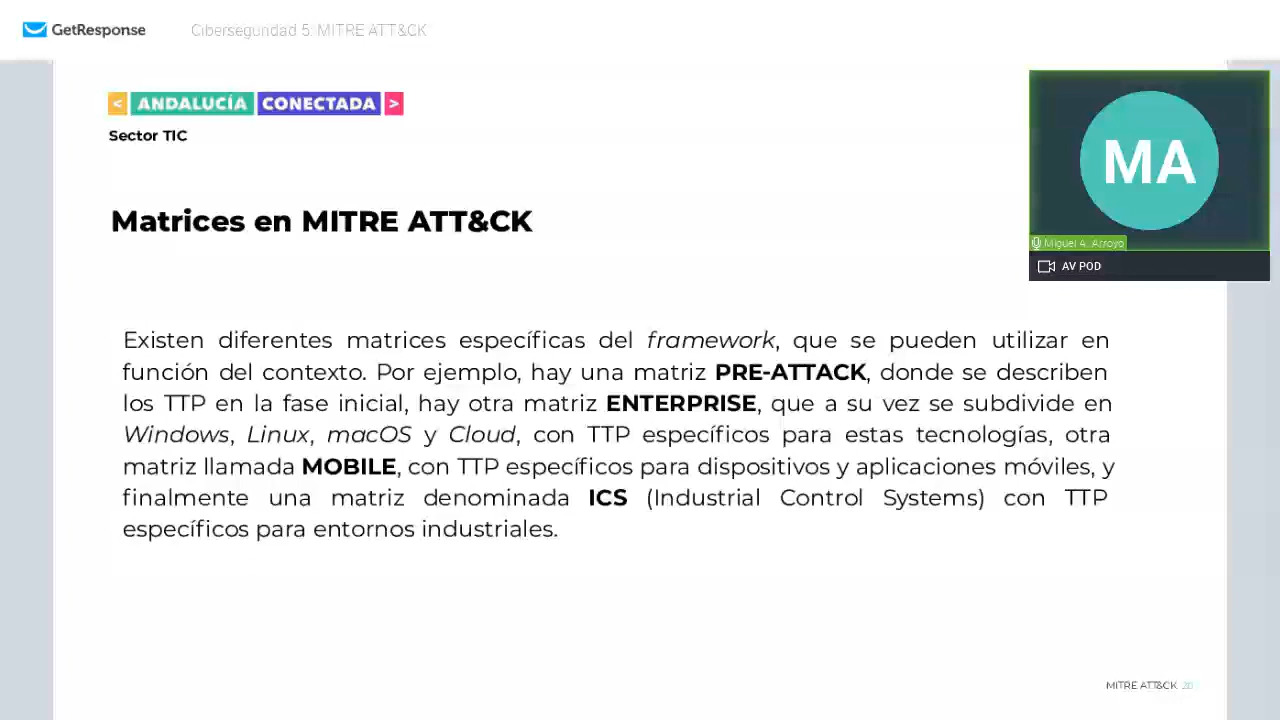 GetResponse
Ciberseguridad 5: MITRE ATT&CK
< ANDALUCÍA CONECTADA >
Sector TIC
MA
Miguel A. Arroyo
AV POD
Matrices en MITRE ATT&CK
Existen diferentes matrices específicas del framework, que se pueden utilizar en
función del contexto. Por ejemplo, hay una matriz PRE-ATTACK, donde se describen
los TTP en la fase inicial, hay otra matriz ENTERPRISE, que a su vez se subdivide en
Windows, Linux, macOS y Cloud, con TTP específicos para estas tecnologías, otra
matriz llamada MOBILE, con TTP específicos para dispositivos y aplicaciones móviles, y
finalmente una matriz denominada ICS (Industrial Control Systems) con TTP
específicos para entornos industriales.
MITRE ATT&CK 20